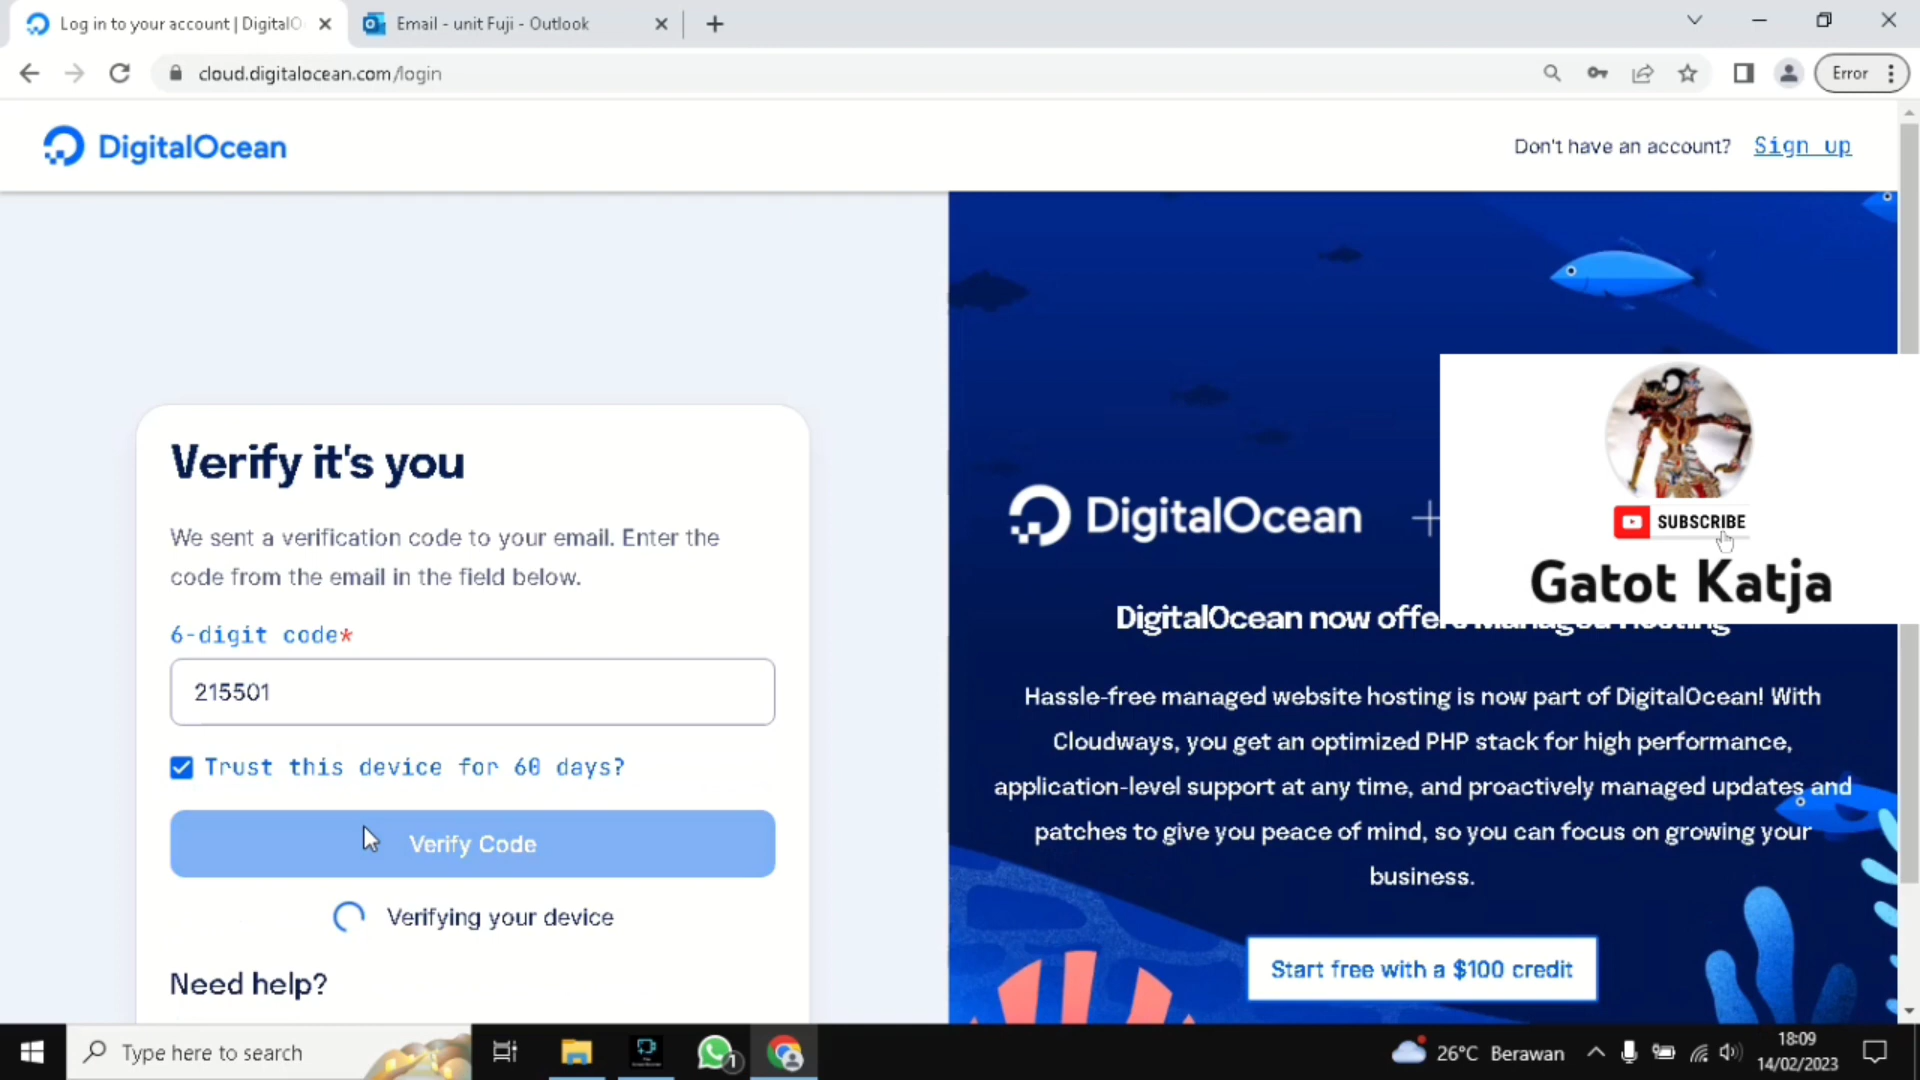 Log in to your account | DigitalO
Email - unit Fuji - Outlook
cloud.digitalocean.com/login
Error
DigitalOcean
Don't have an account? Sign up
Verify it's you
We sent a verification code to your email. Enter the
code from the email in the field below.
6-digit code*
215501
Trust this device for 60 days?
Verify Code
Verifying your device
Need help?
DigitalOcean +
SUBSCRIBE
Gatot Katja
DigitalOcean now offers Managed Hosting
Hassle-free managed website hosting is now part of DigitalOcean! With
Cloudways, you get an optimized PHP stack for high performance,
application-level support at any time, and proactively managed updates and
patches to give you peace of mind, so you can focus on growing your
business.
Start free with a $100 credit
Type here to search
1
26°C Berawan
18:09
14/02/2023